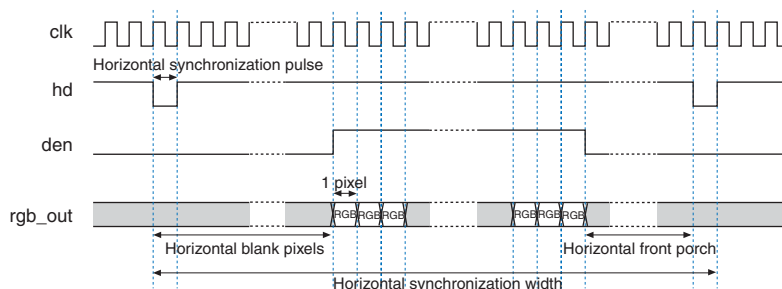 clk
Horizontal synchronization pulse
hd
den
1 pixel
rgb_out
RGB RGB RGB RGB RGB RGB
Horizontal blank pixels
Horizontal front porch
Horizontal synchronization width